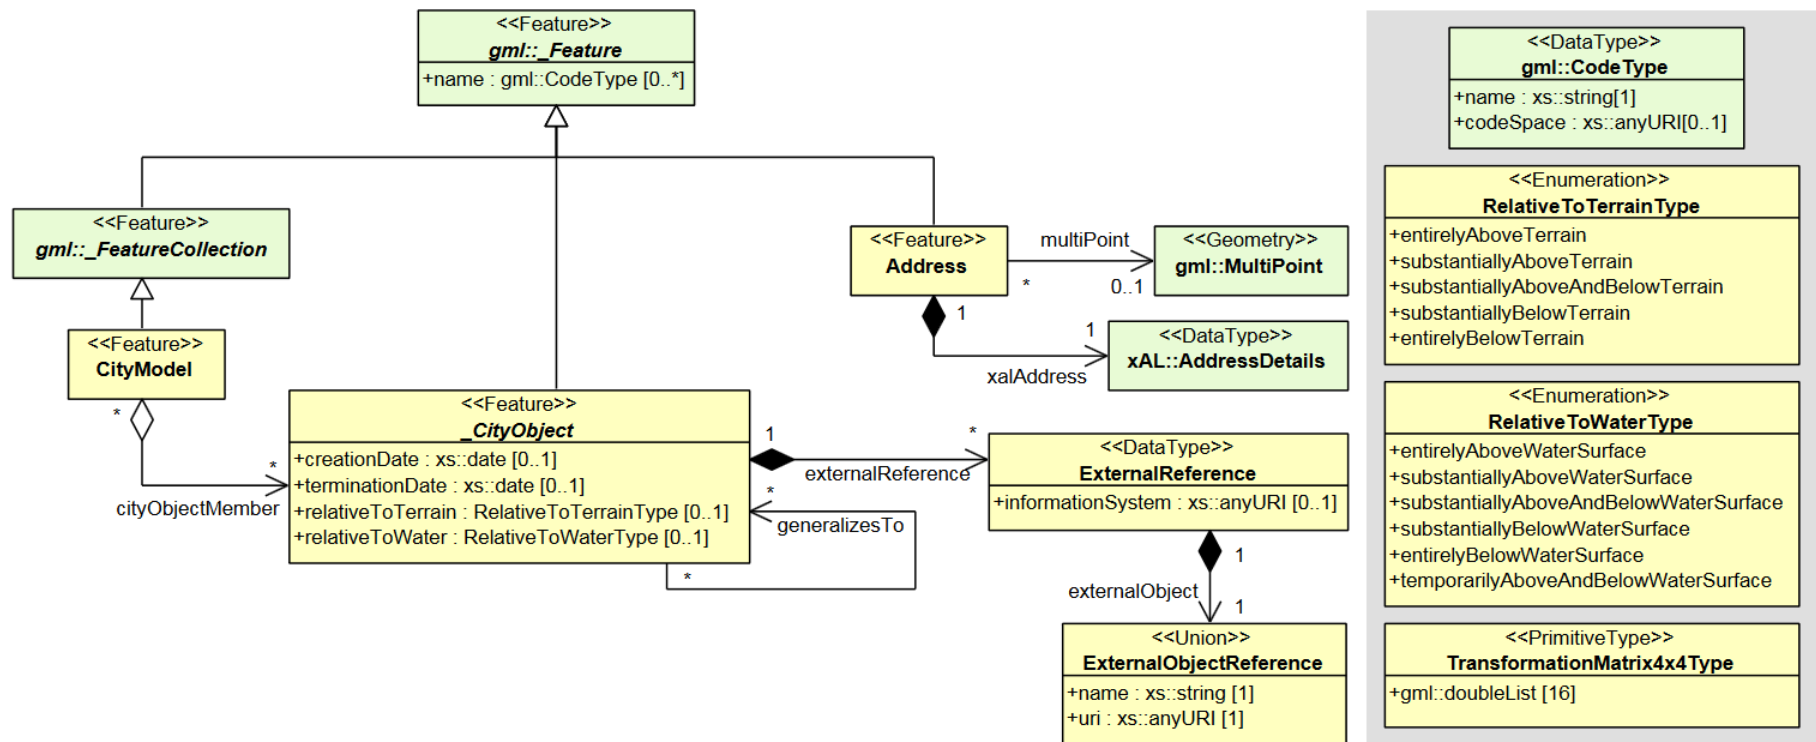 <<Feature>>
gml::_Feature
+name : gml::CodeType [0..*]
<<Feature>>
gml::_FeatureCollection
<<Feature>>
CityModel
*
*
cityObjectMember
<<Feature>>
_CityObject
+creationDate : xs::date [0..1]
+terminationDate : xs::date [0..1]
+relativeToTerrain : RelativeToTerrainType [0..1]
+relativeToWater : RelativeToWaterType [0..1]
1
*
externalReference
*
generalizesTo
*
<<Feature>>
Address
multiPoint
*
0..1
<<Geometry>>
gml::MultiPoint
1
1
xalAddress
<<DataType>>
xAL::AddressDetails
<<DataType>>
ExternalReference
+informationSystem : xs::anyURI [0..1]
1
externalObject
1
<<Union>>
ExternalObjectReference
+name : xs::string [1]
+uri : xs::anyURI [1]
<<DataType>>
gml::CodeType
+name : xs::string[1]
+codeSpace : xs::anyURI[0..1]
<<Enumeration>>
RelativeToTerrainType
+entirelyAboveTerrain
+substantiallyAboveTerrain
+substantiallyAboveAndBelowTerrain
+substantiallyBelowTerrain
+entirelyBelowTerrain
<<Enumeration>>
RelativeToWaterType
+entirelyAboveWaterSurface
+substantiallyAboveWaterSurface
+substantiallyAboveAndBelowWaterSurface
+substantiallyBelowWaterSurface
+entirelyBelowWaterSurface
+temporarilyAboveAndBelowWaterSurface
<<PrimitiveType>>
TransformationMatrix4x4Type
+gml::doubleList [16]